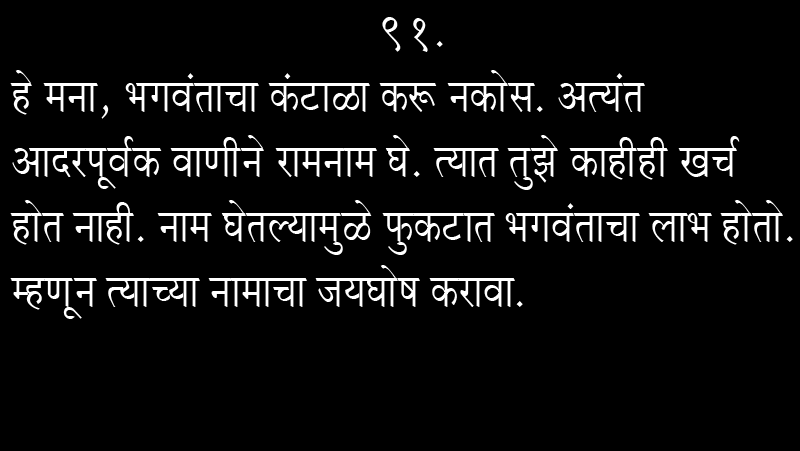 ९१.
हे मना, भगवंताचा कंटाळा करू नकोस. अत्यंत
आदरपूर्वक वाणीने रामनाम घे. त्यात तुझे काहीही खर्च
होत नाही. नाम घेतल्यामुळे फुकटात भगवंताचा लाभ होतो.
म्हणून त्याच्या नामाचा जयघोष करावा.